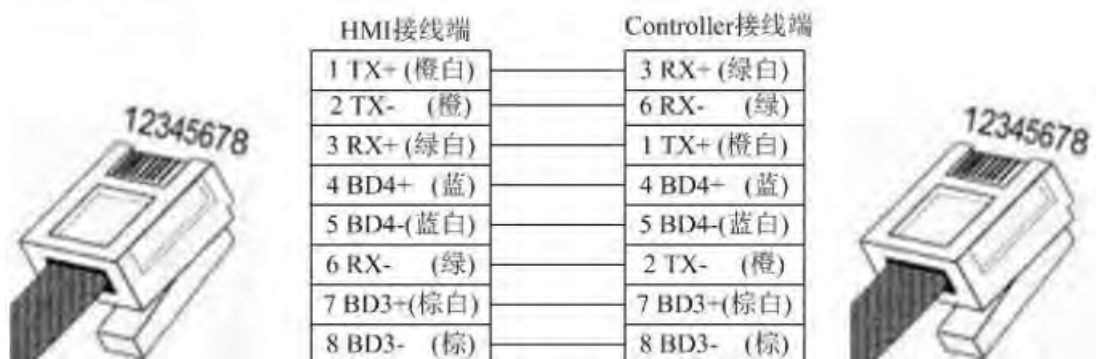 HMI接线端 Controller接线端
1 TX+ (橙白) 3 RX+ (绿白)
2 TX- (橙) 6 RX- (绿)
12345678 12345678
3 RX+ (绿白) 1 TX+ (橙白)
4 BD4+ (蓝) 4 BD4+ (蓝)
5 BD4-(蓝白) 5 BD4-(蓝白)
6 RX- (绿) 2 TX- (橙)
7 BD3+(棕白) 7 BD3+(棕白)
8 BD3- (棕) 8 BD3- (棕)